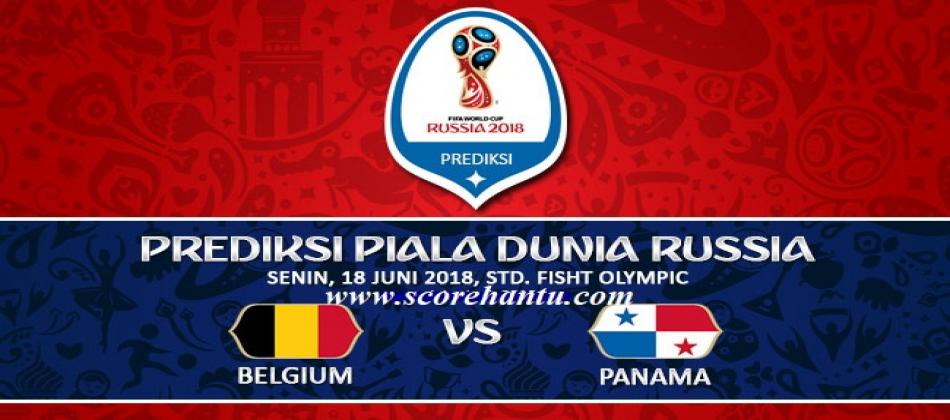 FIFA WORLD CUP
RUSSIA 2018
PREDIKSI
PREDIKSI PIALA DUNIA RUSSIA
SENIN, 18 JUNI 2018, STD. FISHT OLYMPIC
www.scorehantu.com
VS
BELGIUM
PANAMA